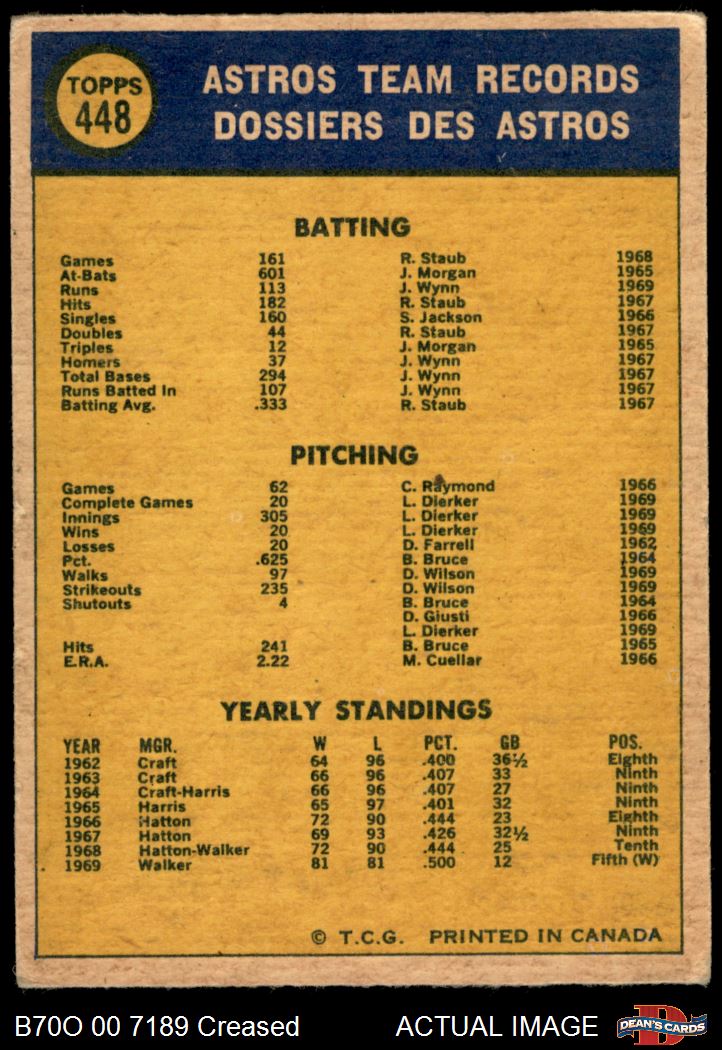 TOPPS
448
ASTROS TEAM RECORDS
DOSSIERS DES ASTROS
BATTING
Games 161 R. Staub 1968
At-Bats 601 J. Morgan 1965
Runs 113 J. Wynn 1969
Hits 182 R. Staub 1967
Singles 160 S. Jackson 1966
Doubles 44 R. Staub 1967
Triples 12 J. Morgan 1965
Homers 37 J. Wynn 1967
Total Bases 294 J. Wynn 1967
Runs Batted In 107 J. Wynn 1967
Batting Avg. .333 R. Staub 1967
PITCHING
Games 62 C. Raymond 1966
Complete Games 20 L. Dierker 1969
Innings 305 L. Dierker 1969
Wins 20 L. Dierker 1969
Losses 20 D. Farrell 1962
Pct. .625 B. Bruce 1964
Walks 97 D. Wilson 1969
Strikeouts 235 D. Wilson 1969
Shutouts 4 B. Bruce 1964
D. Giusti 1966
L. Dierker 1969
Hits 241 B. Bruce 1965
E.R.A. 2.22 M. Cuellar 1966
YEARLY STANDINGS
YEAR MGR. W L PCT. GB POS.
1962 Craft 64 96 .400 36½ Eighth
1963 Craft 66 96 .407 33 Ninth
1964 Craft-Harris 66 96 .407 27 Ninth
1965 Harris 65 97 .401 32 Ninth
1966 Hatton 72 90 .444 23 Eighth
1967 Hatton 69 93 .426 32½ Ninth
1968 Hatton-Walker 72 90 .444 25 Tenth
1969 Walker 81 81 .500 12 Fifth (W)
© T.C.G. PRINTED IN CANADA
B70O 00 7189 Creased ACTUAL IMAGE DEAN'S CARDS